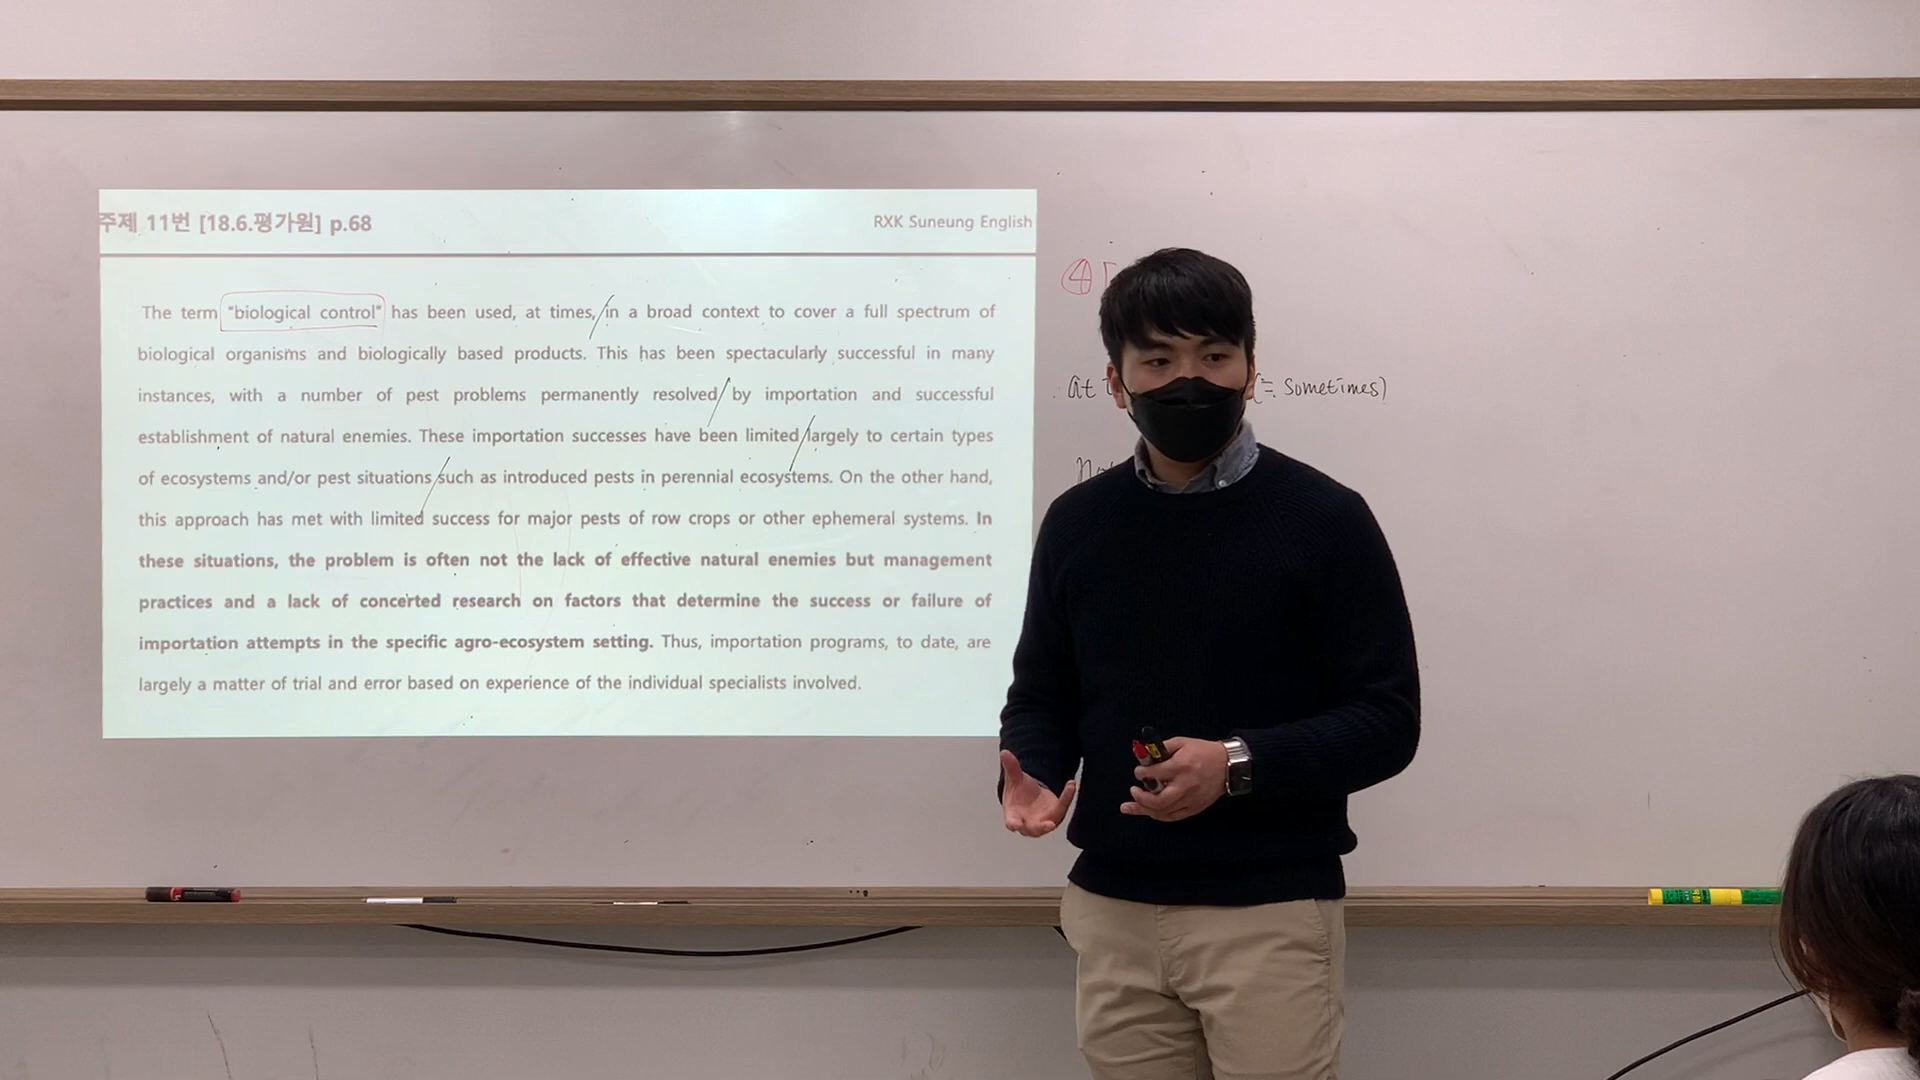 주제 11번 [18.6.평가원] p.68
RXK Suneung English
The term "biological control" has been used, at times, in a broad context to cover a full spectrum of
biological organisms and biologically based products. This has been spectacularly successful in many
instances, with a number of pest problems permanently resolved by importation and successful
establishment of natural enemies. These importation successes have been limited largely to certain types
of ecosystems and/or pest situations such as introduced pests in perennial ecosystems. On the other hand,
this approach has met with limited success for major pests of row crops or other ephemeral systems. In
these situations, the problem is often not the lack of effective natural enemies but management
practices and a lack of concerted research on factors that determine the success or failure of
importation attempts in the specific agro-ecosystem setting. Thus, importation programs, to date, are
largely a matter of trial and error based on experience of the individual specialists involved.
④
at (≒ sometimes)